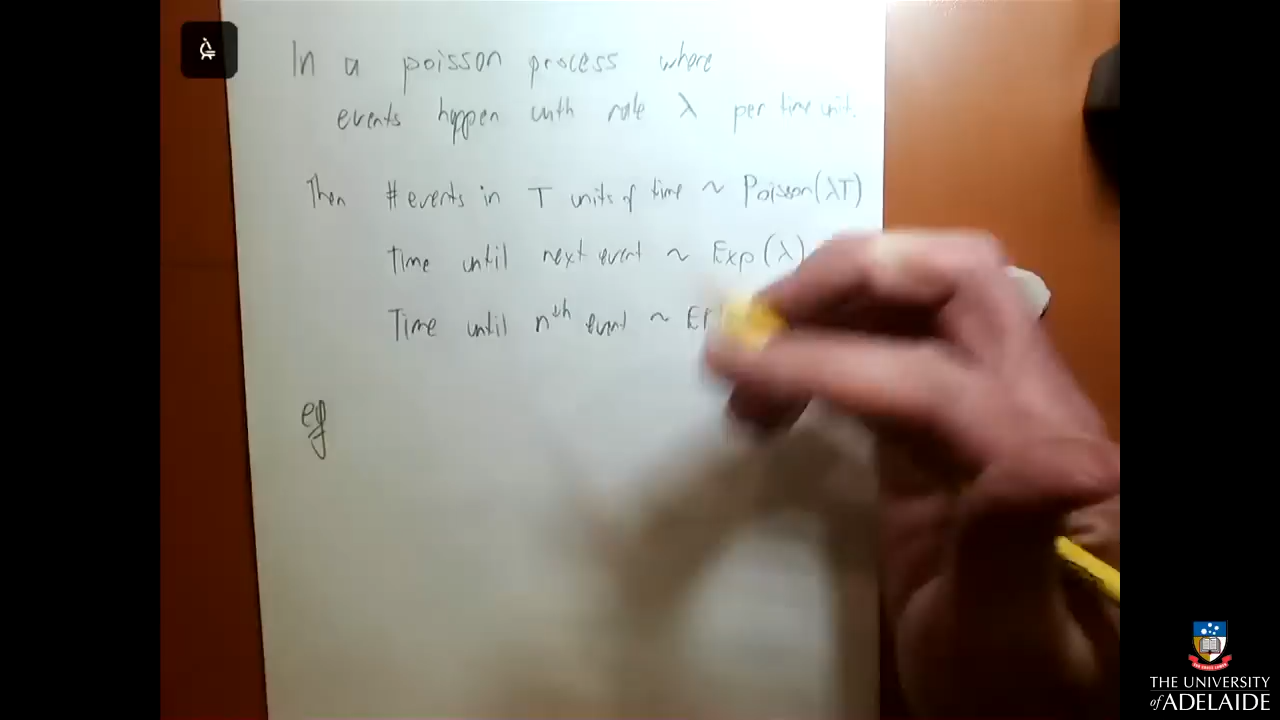 In a poisson process where
events happen with rate λ per time unit.
Then # events in T units of time ~ Poisson(λT)
Time until next event ~ Exp(λ)
Time until nth event ~
eg
THE UNIVERSITY
of ADELAIDE